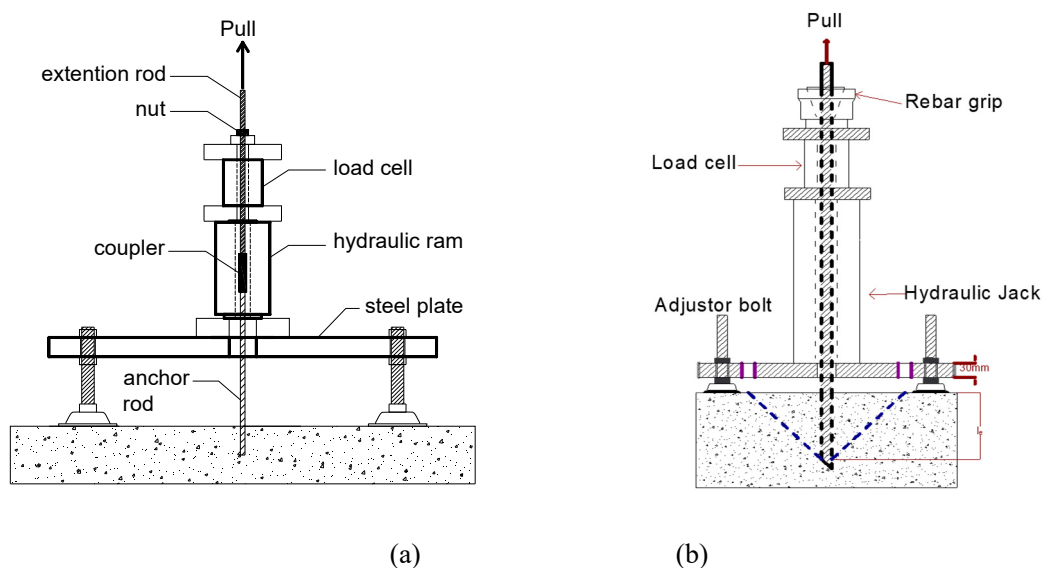 Pull
extention rod
nut
load cell
coupler
hydraulic ram
steel plate
anchor
rod
Pull
Rebar grip
Load cell
Hydraulic Jack
Adjustor bolt
30mm
(a)
(b)